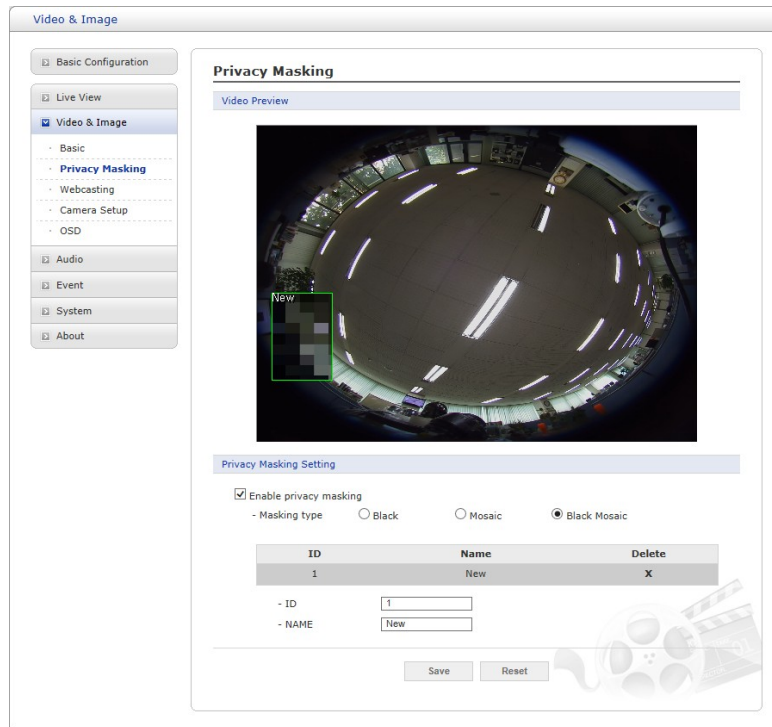 Video & Image
Basic Configuration
Live View
Video & Image
Basic
Privacy Masking
Webcasting
Camera Setup
OSD
Audio
Event
System
About
Privacy Masking
Video Preview
New
Privacy Masking Setting
Enable privacy masking
- Masking type Black Mosaic Black Mosaic
ID Name Delete
1 New X
- ID 1
- NAME New
Save Reset